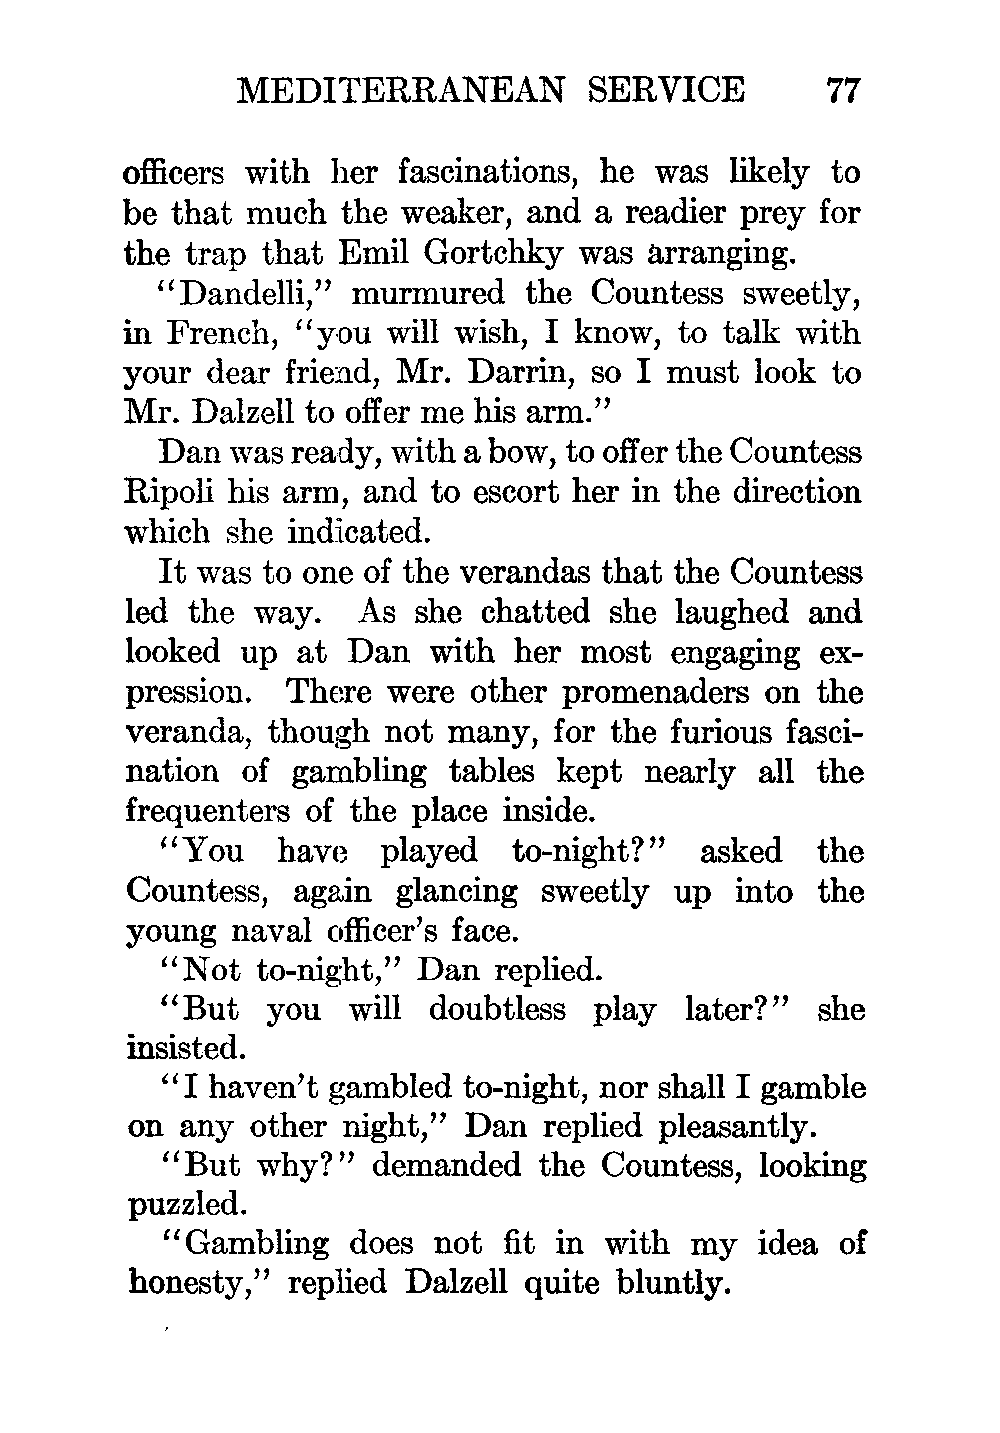 MEDITERRANEAN SERVICE 77
officers with her fascinations, he was likely to
be that much the weaker, and a readier prey for
the trap that Emil Gortchky was arranging.
“Dandelli,” murmured the Countess sweetly,
in French, “you will wish, I know, to talk with
your dear friend, Mr. Darrin, so I must look to
Mr. Dalzell to offer me his arm.”
Dan was ready, with a bow, to offer the Countess
Ripoli his arm, and to escort her in the direction
which she indicated.
It was to one of the verandas that the Countess
led the way. As she chatted she laughed and
looked up at Dan with her most engaging ex-
pression. There were other promenaders on the
veranda, though not many, for the furious fasci-
nation of gambling tables kept nearly all the
frequenters of the place inside.
“You have played to-night?” asked the
Countess, again glancing sweetly up into the
young naval officer’s face.
“Not to-night,” Dan replied.
“But you will doubtless play later?” she
insisted.
“I haven’t gambled to-night, nor shall I gamble
on any other night,” Dan replied pleasantly.
“But why?” demanded the Countess, looking
puzzled.
“Gambling does not fit in with my idea of
honesty,” replied Dalzell quite bluntly.